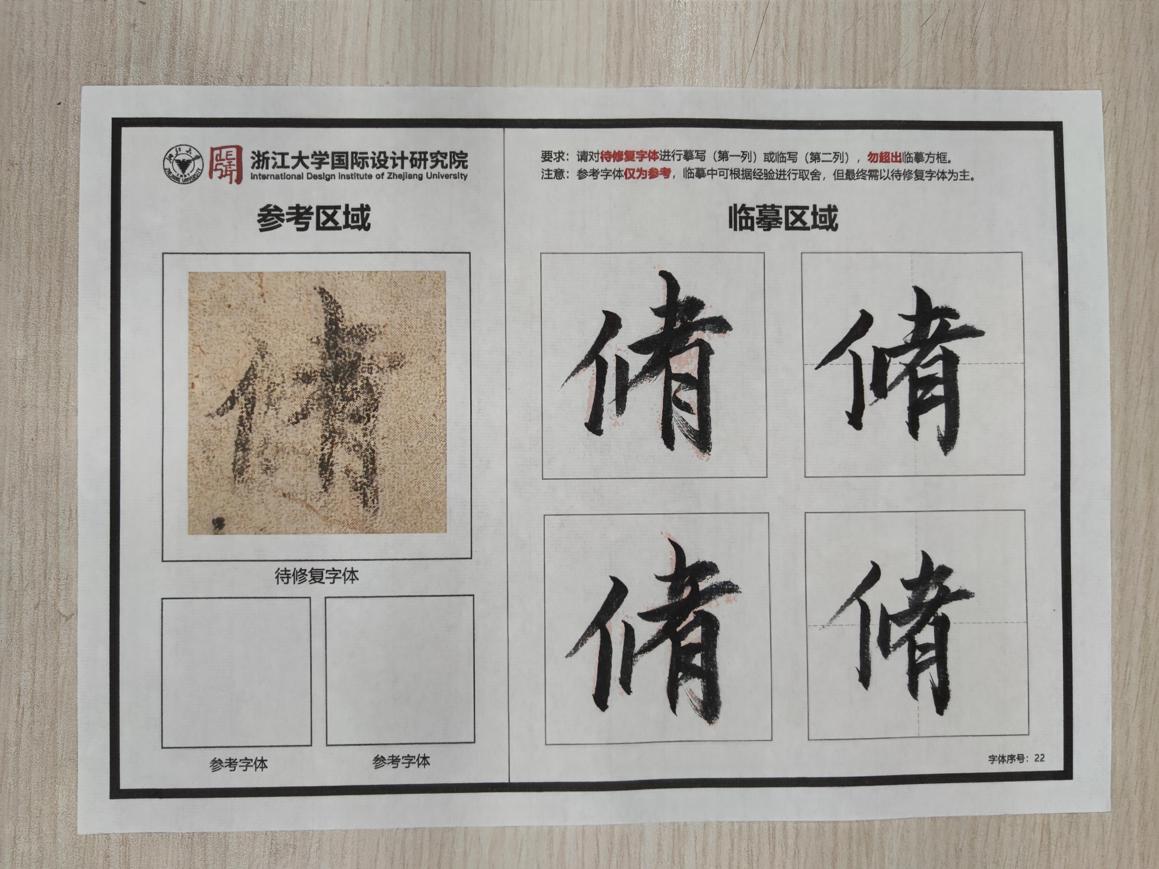 浙江大学国际设计研究院
International Design Institute of Zhejiang University
参考区域
脩
待修复字体
参考字体
参考字体
要求：请对待修复字体进行摹写（第一列）或临写（第二列），勿超出临摹方框。
注意：参考字体仅为参考，临摹中可根据经验进行取舍，但最终需以待修复字体为主。
临摹区域
脩 脩
脩 脩
字体序号：22